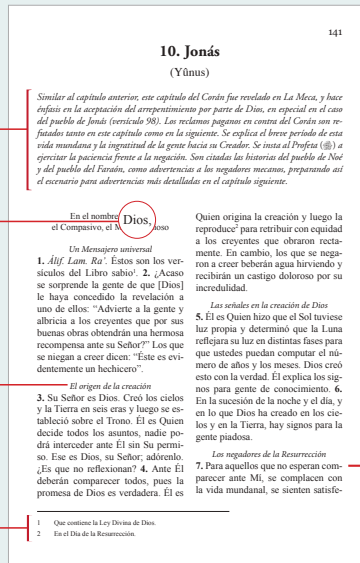 141
10. Jonás
(Yûnus)
Similar al capítulo anterior, este capítulo del Corán fue revelado en La Meca, y hace
énfasis en la aceptación del arrepentimiento por parte de Dios, en especial en el caso
del pueblo de Jonás (versículo 98). Los reclamos paganos en contra del Corán son re-
futados tanto en este capítulo como en la siguiente. Se explica el breve período de esta
vida mundana y la ingratitud de la gente hacia su Creador. Se insta al Profeta (ﷺ) a
ejercitar la paciencia frente a la negación. Son citadas las historias del pueblo de Noé
y del pueblo del Faraón, como advertencias a los negadores mecanos, preparando así
el escenario para advertencias más detalladas en el capítulo siguiente.
En el nombre Dios,
el Compasivo, el M oso
Un Mensajero universal
1. Álif. Lam. Ra’. Éstos son los ver-
sículos del Libro sabio¹. 2. ¿Acaso
se sorprende la gente de que [Dios]
le haya concedido la revelación a
uno de ellos: “Advierte a la gente y
albricia a los creyentes que por sus
buenas obras obtendrán una hermosa
recompensa ante su Señor?” Los que
se niegan a creer dicen: “Éste es evi-
dentemente un hechicero”.
El origen de la creación
3. Su Señor es Dios. Creó los cielos
y la Tierra en seis eras y luego se es-
tableció sobre el Trono. Él es Quien
decide todos los asuntos, nadie po-
drá interceder ante Él sin Su permi-
so. Ese es Dios, su Señor; adórenlo.
¿Es que no reflexionan? 4. Ante Él
deberán comparecer todos, pues la
promesa de Dios es verdadera. Él es
Quien origina la creación y luego la
reproduce² para retribuir con equidad
a los creyentes que obraron recta-
mente. En cambio, los que se nega-
ron a creer beberán agua hirviendo y
recibirán un castigo doloroso por su
incredulidad.
Las señales en la creación de Dios
5. Él es Quien hizo que el Sol tuviese
luz propia y determinó que la Luna
reflejara su luz en distintas fases para
que ustedes puedan computar el nú-
mero de años y los meses. Dios creó
esto con la verdad. Él explica los sig-
nos para gente de conocimiento. 6.
En la sucesión de la noche y el día, y
en lo que Dios ha creado en los cie-
los y en la Tierra, hay signos para la
gente piadosa.
Los negadores de la Resurrección
7. Para aquellos que no esperan com-
parecer ante Mí, se complacen con
la vida mundanal, se sienten satisfe-
1 Que contiene la Ley Divina de Dios.
2 En el Día de la Resurrección.